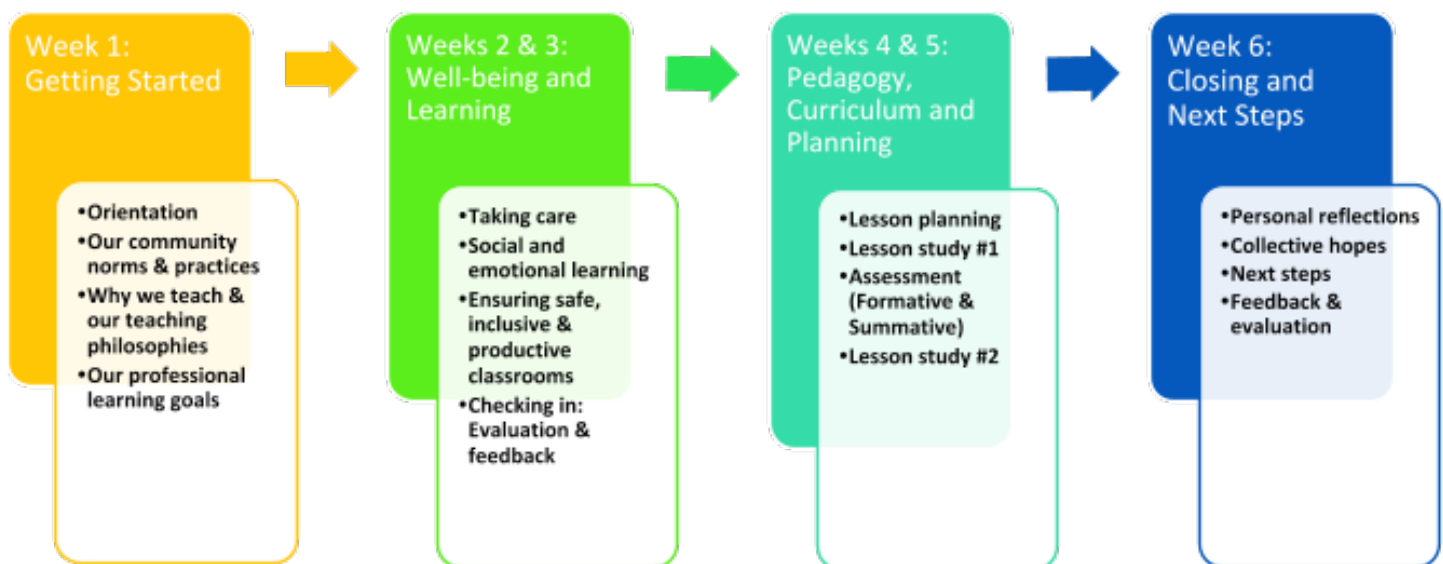 Week 1:
Getting Started
•Orientation
•Our community
norms & practices
•Why we teach &
our teaching
philosophies
•Our professional
learning goals
Weeks 2 & 3:
Well-being and
Learning
•Taking care
•Social and
emotional learning
•Ensuring safe,
inclusive &
productive
classrooms
•Checking in:
Evaluation &
feedback
Weeks 4 & 5:
Pedagogy,
Curriculum and
Planning
•Lesson planning
•Lesson study #1
•Assessment
(Formative &
Summative)
•Lesson study #2
Week 6:
Closing and
Next Steps
•Personal reflections
•Collective hopes
•Next steps
•Feedback &
evaluation